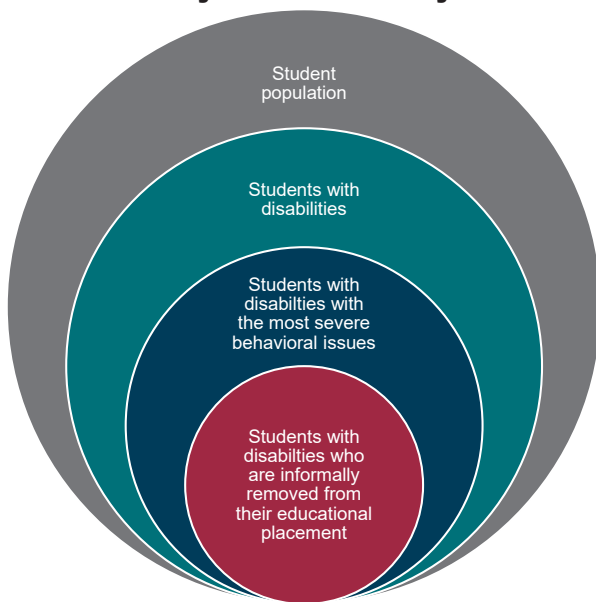 Student
population
Students with
disabilities
Students with
disabilties with
the most severe
behavioral issues
Students with
disabilties who
are informally
removed from
their educational
placement